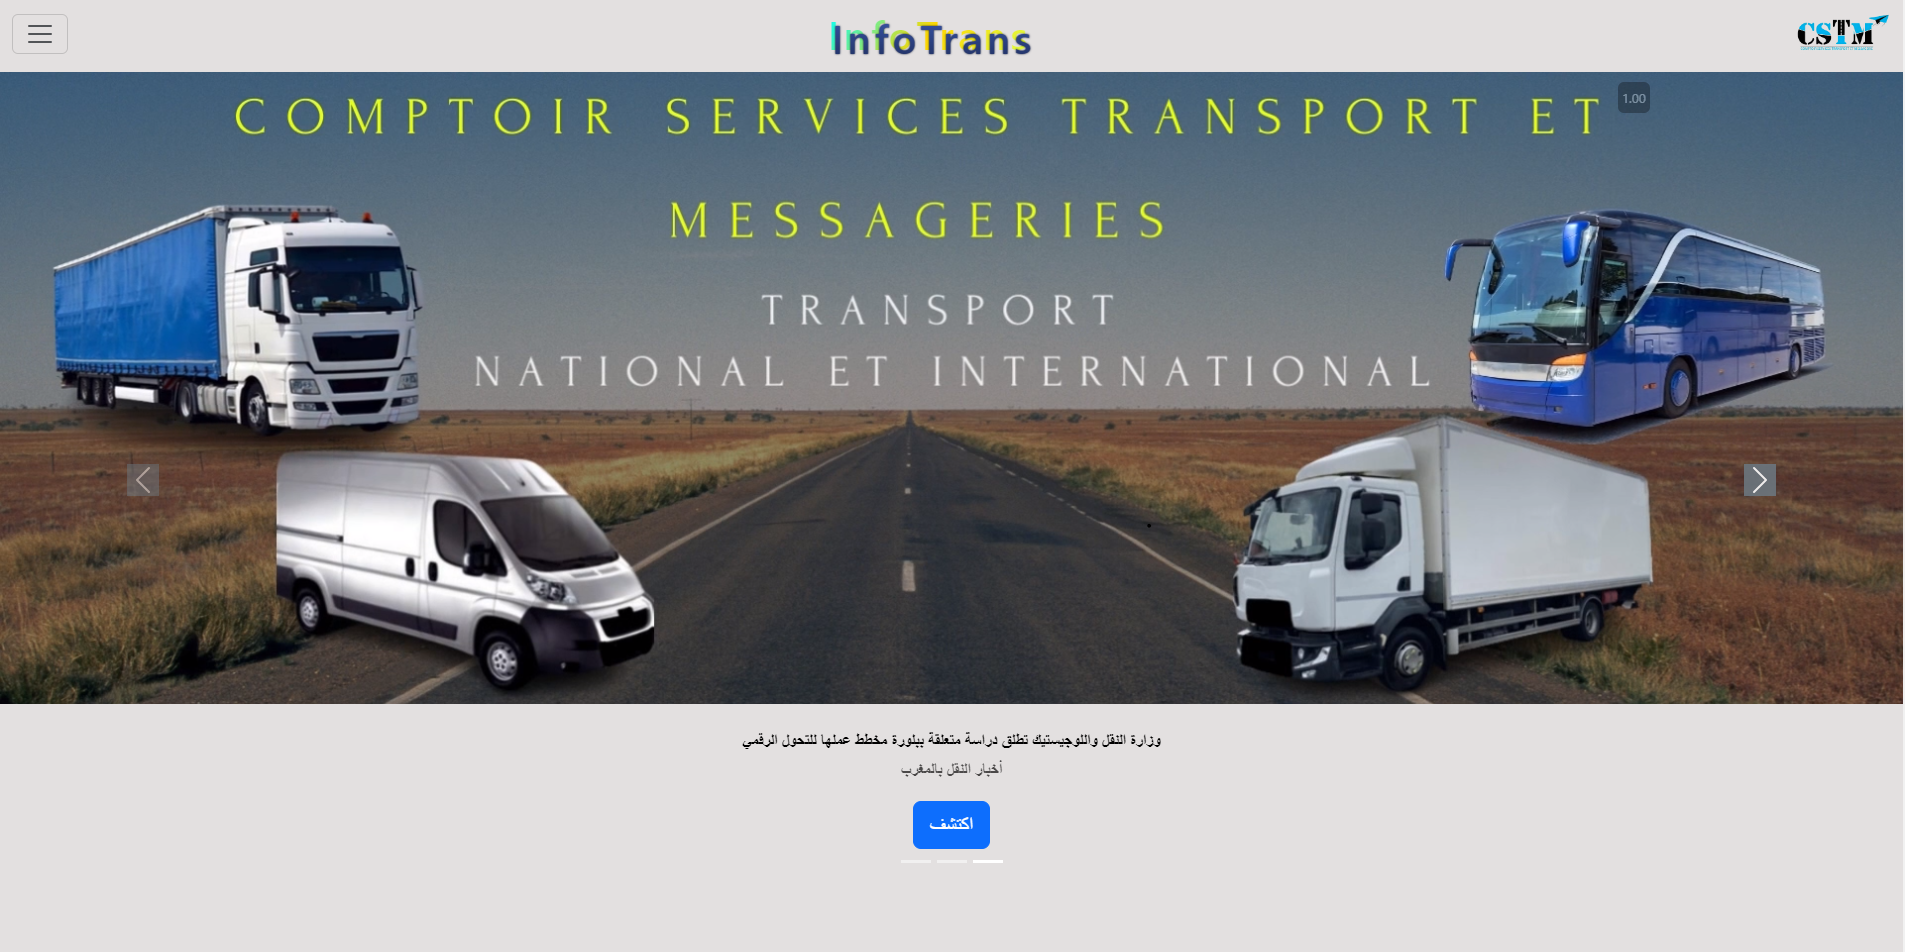 InfoTrans
CSTM
1.00
COMPTOIR SERVICES TRANSPORT ET
MESSAGERIES
TRANSPORT
NATIONAL ET INTERNATIONAL
وزارة النقل واللوجيستيك تطلق دراسة متعلقة ببلورة مخطط عملها للتحول الرقمي
أخبار النقل بالمغرب
اكتشف